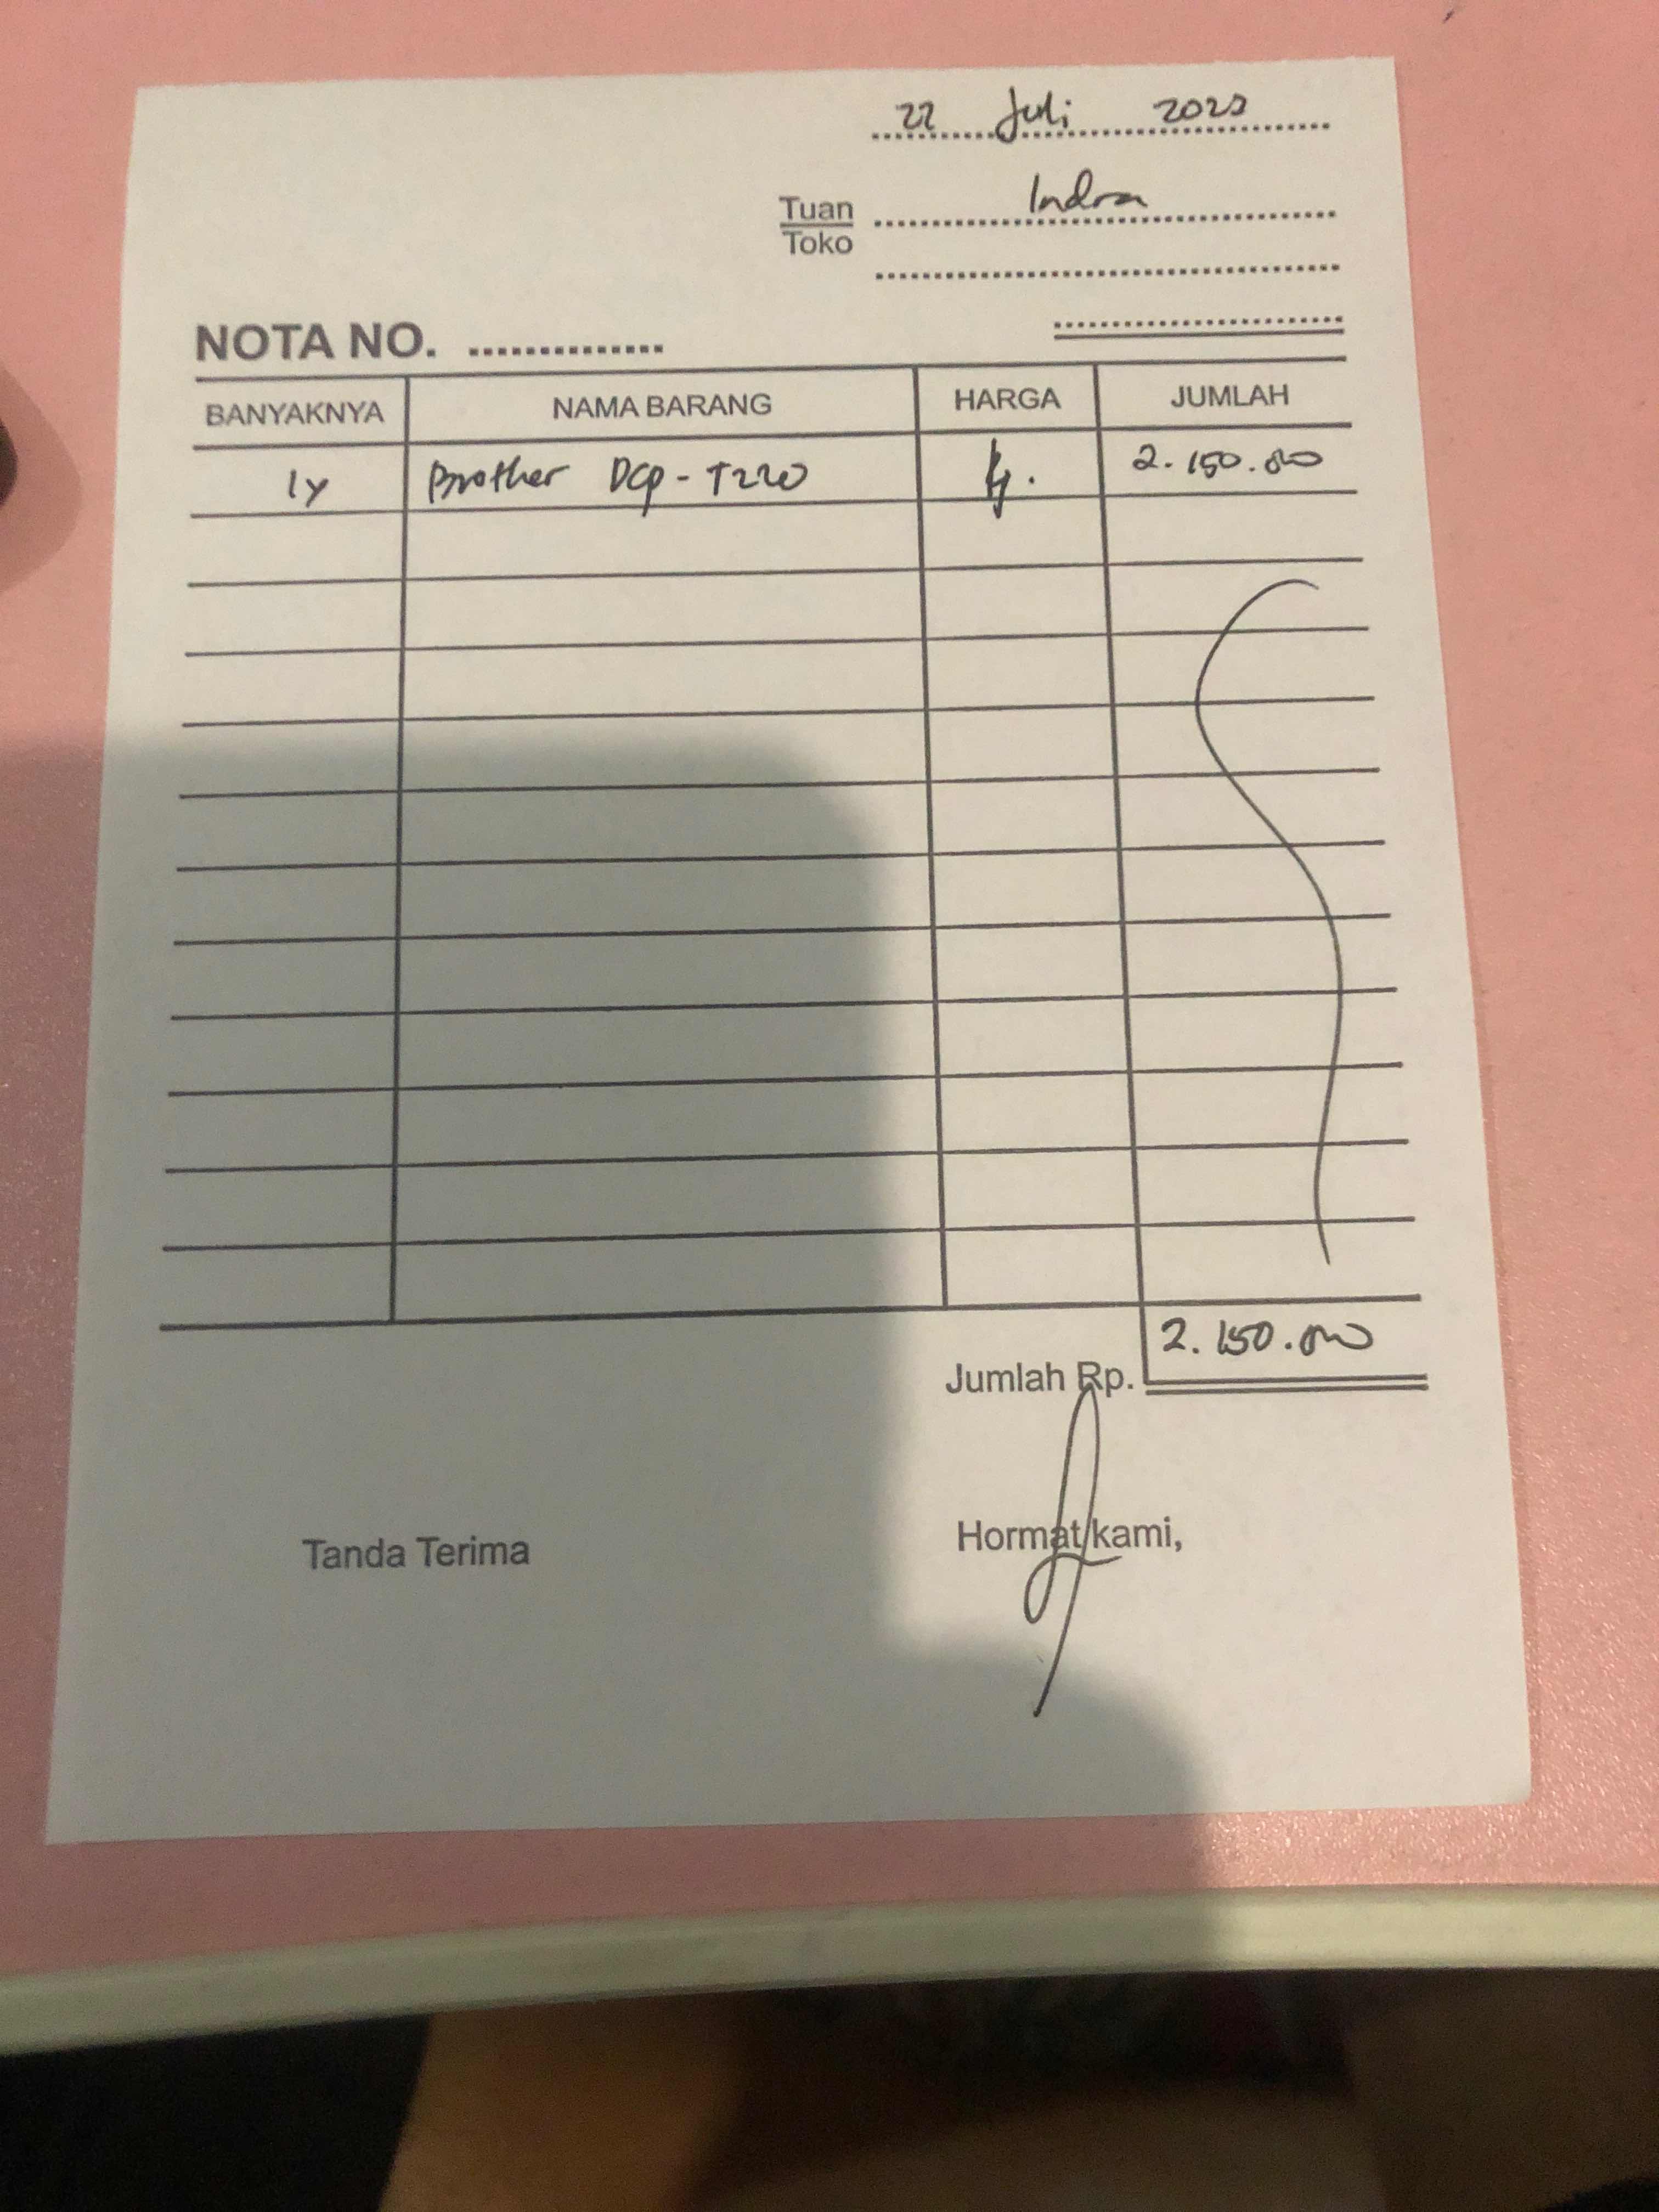 22 Juli 2023
Tuan Indra
Toko
NOTA NO. ..............
BANYAKNYA NAMA BARANG HARGA JUMLAH
1y Brother DCP-T220 2.150.000
Jumlah Rp. 2.150.000
Tanda Terima Hormat kami,